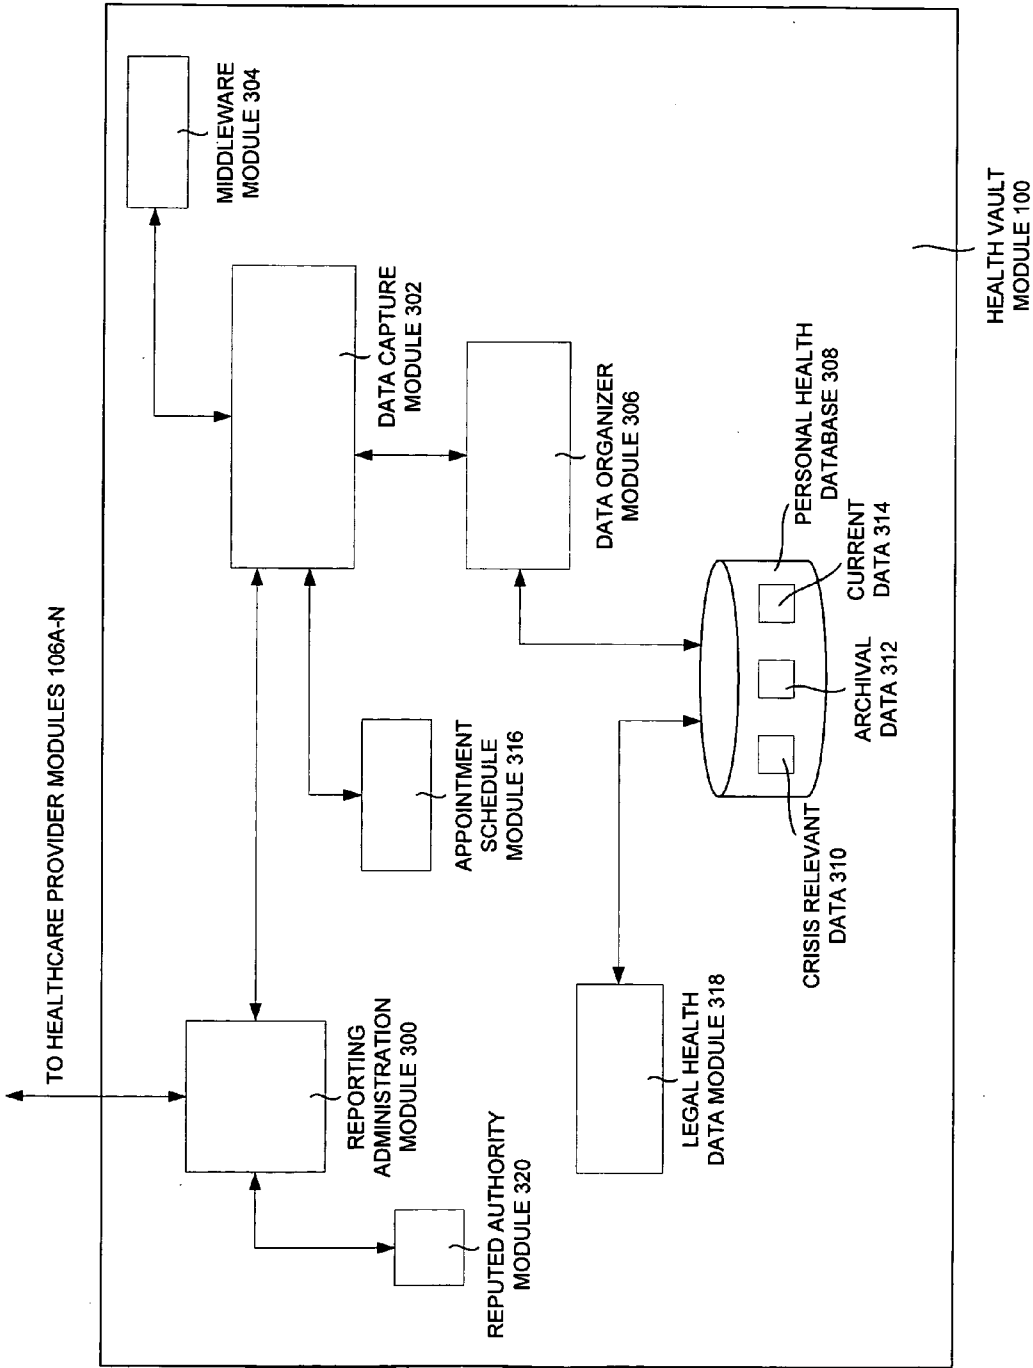 TO HEALTHCARE PROVIDER MODULES 106A-N
REPORTING
ADMINISTRATION
MODULE 300
REPUTED AUTHORITY
MODULE 320
MIDDLEWARE
MODULE 304
DATA CAPTURE
MODULE 302
APPOINTMENT
SCHEDULE
MODULE 316
DATA ORGANIZER
MODULE 306
LEGAL HEALTH
DATA MODULE 318
PERSONAL HEALTH
DATABASE 308
CURRENT
DATA 314
ARCHIVAL
DATA 312
CRISIS RELEVANT
DATA 310
HEALTH VAULT
MODULE 100